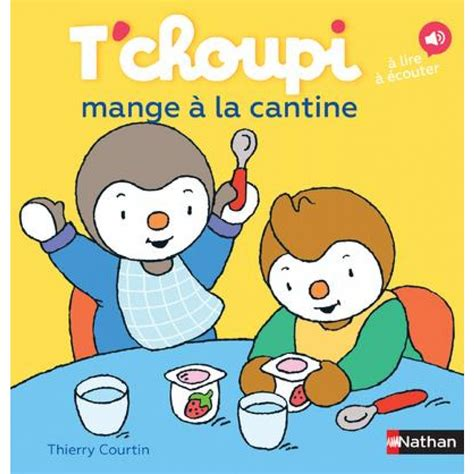 T'choupi
à lire
à écouter
mange à la cantine
Thierry Courtin
Nathan